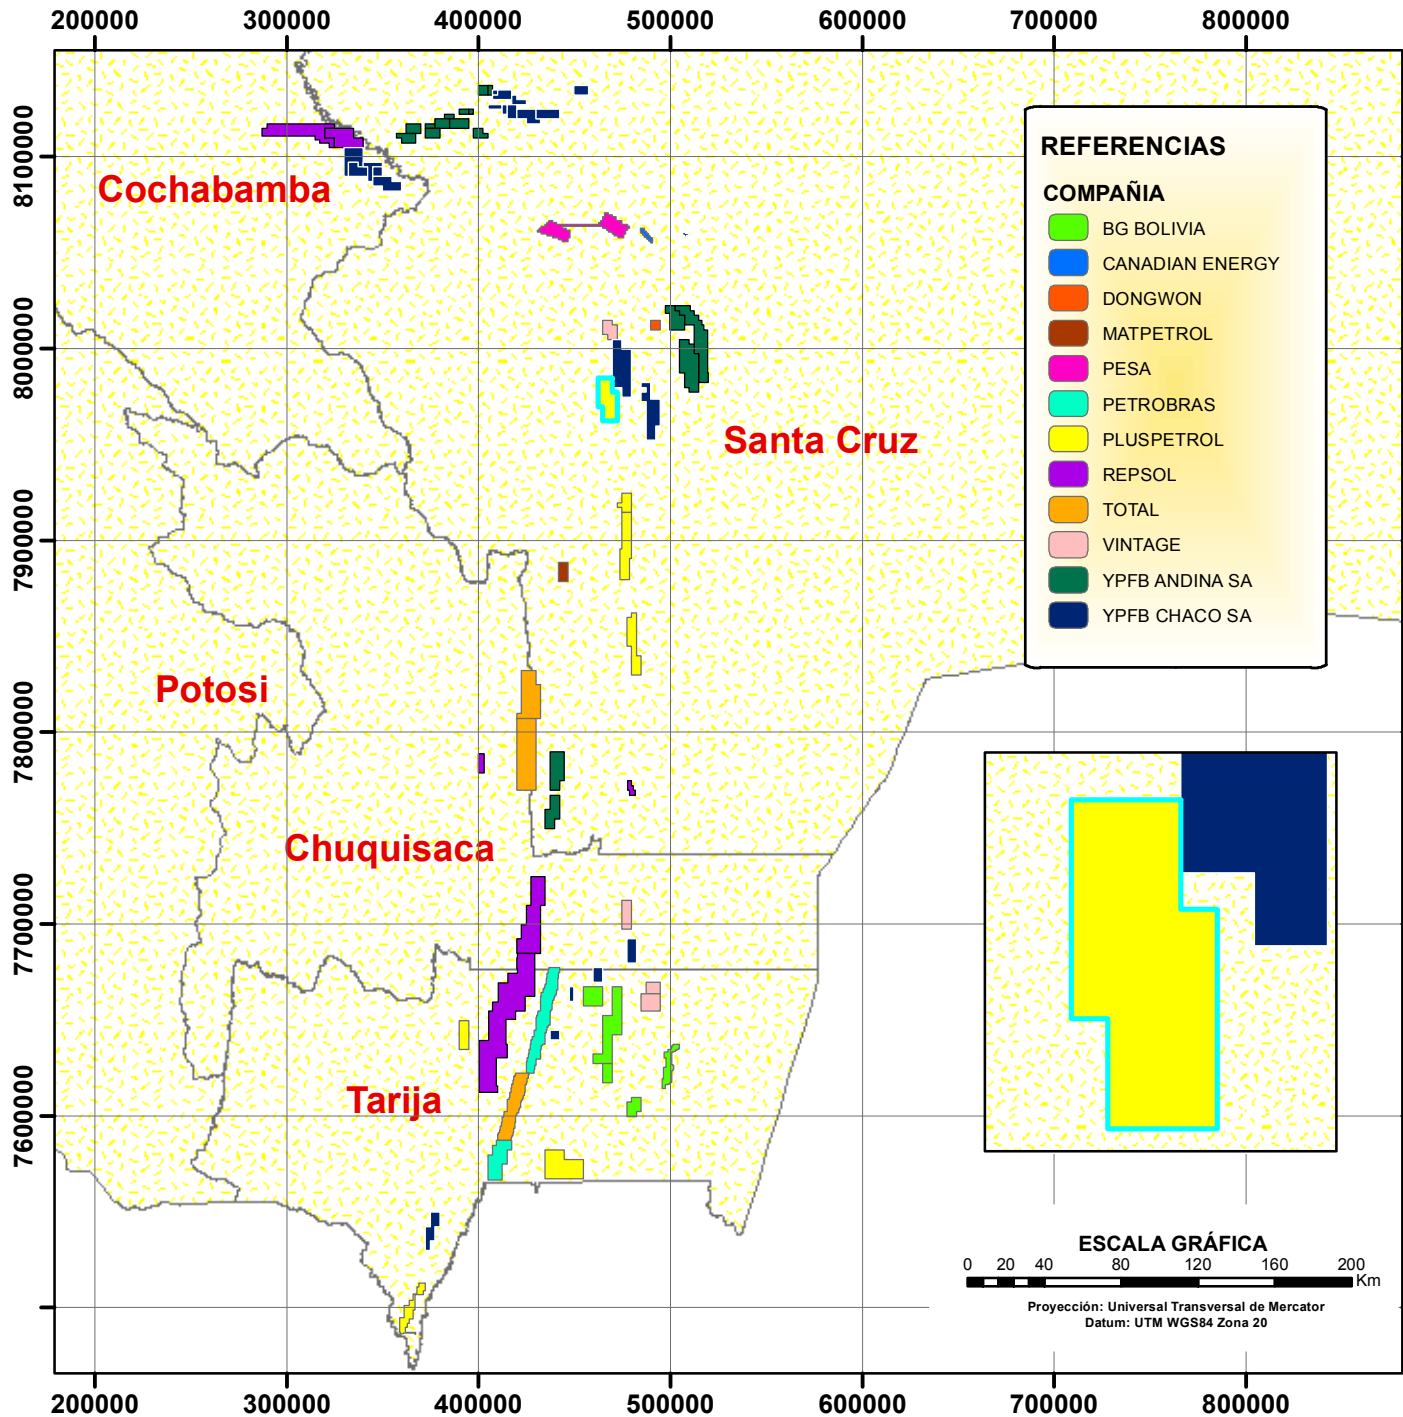 200000 300000 400000 500000 600000 700000 800000
8100000
8000000
7900000
7800000
7700000
7600000
Cochabamba
Santa Cruz
Potosi
Chuquisaca
Tarija
REFERENCIAS
COMPAÑIA
BG BOLIVIA
CANADIAN ENERGY
DONGWON
MATPETROL
PESA
PETROBRAS
PLUSPETROL
REPSOL
TOTAL
VINTAGE
YPFB ANDINA SA
YPFB CHACO SA
ESCALA GRÁFICA
0 20 40 80 120 160 200
Km
Proyección: Universal Transversal de Mercator
Datum: UTM WGS84 Zona 20
200000 300000 400000 500000 600000 700000 800000